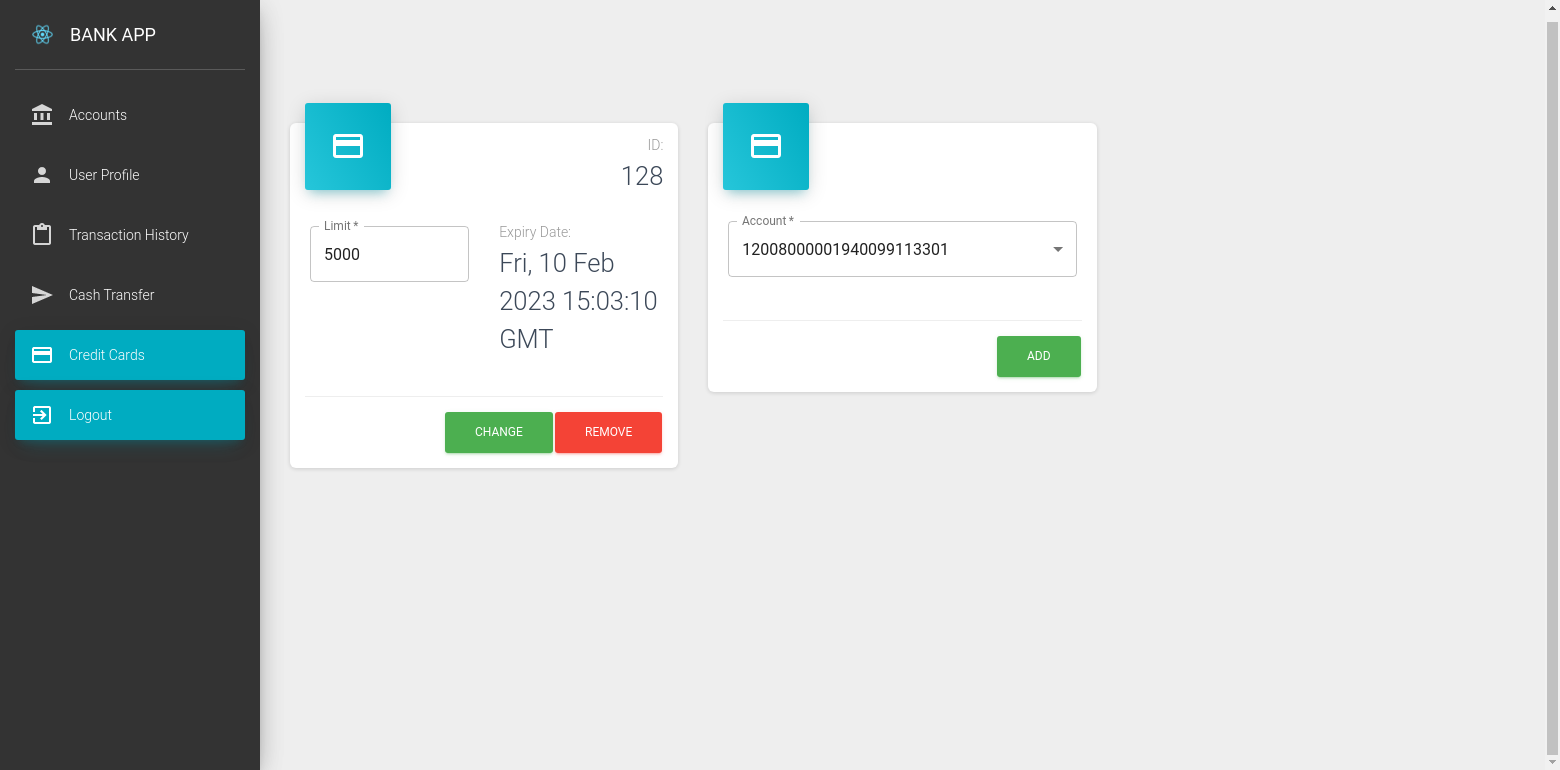 BANK APP
Accounts
User Profile
Transaction History
Cash Transfer
Credit Cards
Logout
ID:
128
Limit *
5000
Expiry Date:
Fri, 10 Feb
2023 15:03:10
GMT
CHANGE
REMOVE
Account *
12008000001940099113301
ADD